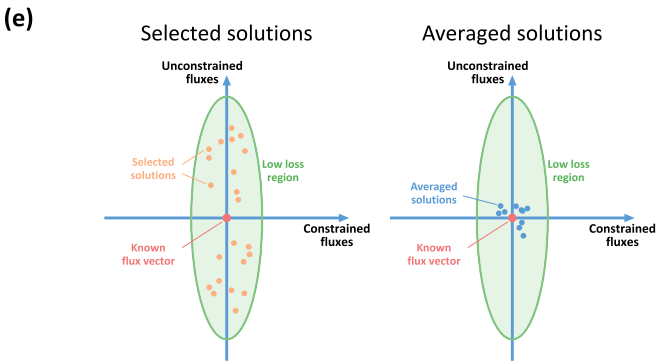 (e)
Selected solutions
Unconstrained
fluxes
Selected
solutions
Low loss
region
Constrained
fluxes
Known
flux vector
Averaged solutions
Unconstrained
fluxes
Low loss
region
Averaged
solutions
Constrained
fluxes
Known
flux vector